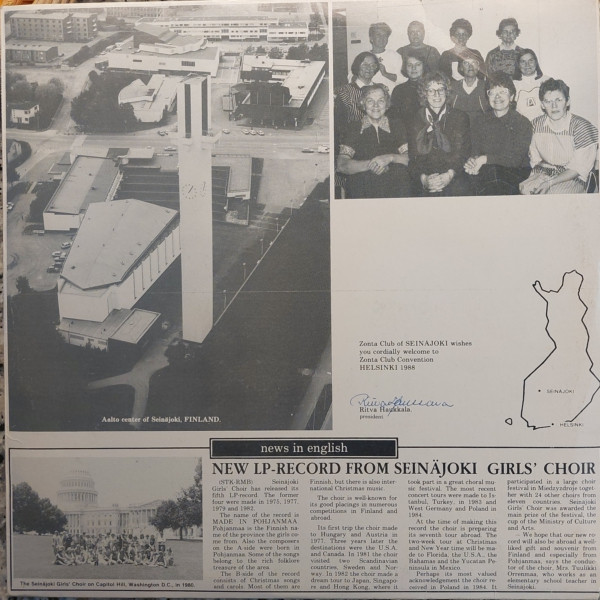 Zonta Club of SEINÄJOKI wishes
you cordially welcome to
Zonta Club Convention
HELSINKI 1988
Ritva Haukkala
president
SEINÄJOKI
HELSINKI
Aalto center of Seinäjoki, FINLAND.
news in english
NEW LP-RECORD FROM SEINÄJOKI GIRLS' CHOIR
The Seinäjoki Girls' Choir on Capitol Hill, Washington D.C., in 1980.
(STK-RMB) Seinäjoki
Girls' Choir has released its
fifth LP-record The former
four were made in 1975, 1977,
1979 and 1982.
The name of the record is
MADE IN POHJANMAA
Pohjanmaa is the Finnish na
me of the province the girls co
me from Also the composers
on the A-side were born in
Pohjanmaa. Some of the songs
belong to the rich folklore
treasure of the area.
The B-side of the record
consists of Christmas songs
and carols. Most of them are
Finnish, but there is also inter-
national Christmas music.
The choir is well-known for
its good placings in numerous
competitions in Finland and
abroad.
Its first trip the choir made
to Hungary and Austria in
1977. Three years later the
destinations were the U.S.A.
and Canada. In 1981 the choir
visited two Scandinavian
countries, Sweden and Nor-
way. In 1982 the choir made a
dream tour to Japan, Singapo-
re and Hong Kong, where it
took part in a great choral mu-
sic festival. The most recent
concert tours were made to Is-
tanbul, Turkey, in 1983 and
West Germany and Poland in
1984.
At the time of making this
record the choir is preparing
its seventh tour abroad. The
two-week tour at Christmas
and New Year time will be ma-
de to Florida, the U.S.A., the
Bahamas and the Yucatan Pe-
ninsula in Mexico
Perhaps its most valued
acknowledgement the choir re-
ceived in Poland in 1984. It
participated in a large choir
festival in Miedzyzdroje toget-
her with 24 other choirs from
eleven countries. Seinäjoki
Girls' Choir was awarded the
main prize of the festival, the
cup of the Ministry of Culture
and Arts.
— We hope that our new re-
cord will also be abroad a well-
liked gift and souvenir from
Finland and especially from
Pohjanmaa, says the conduc-
tor of the choir, Mrs. Tuulikki
Myrenmaa, who works as an
elementary school teacher in
Seinäjoki.